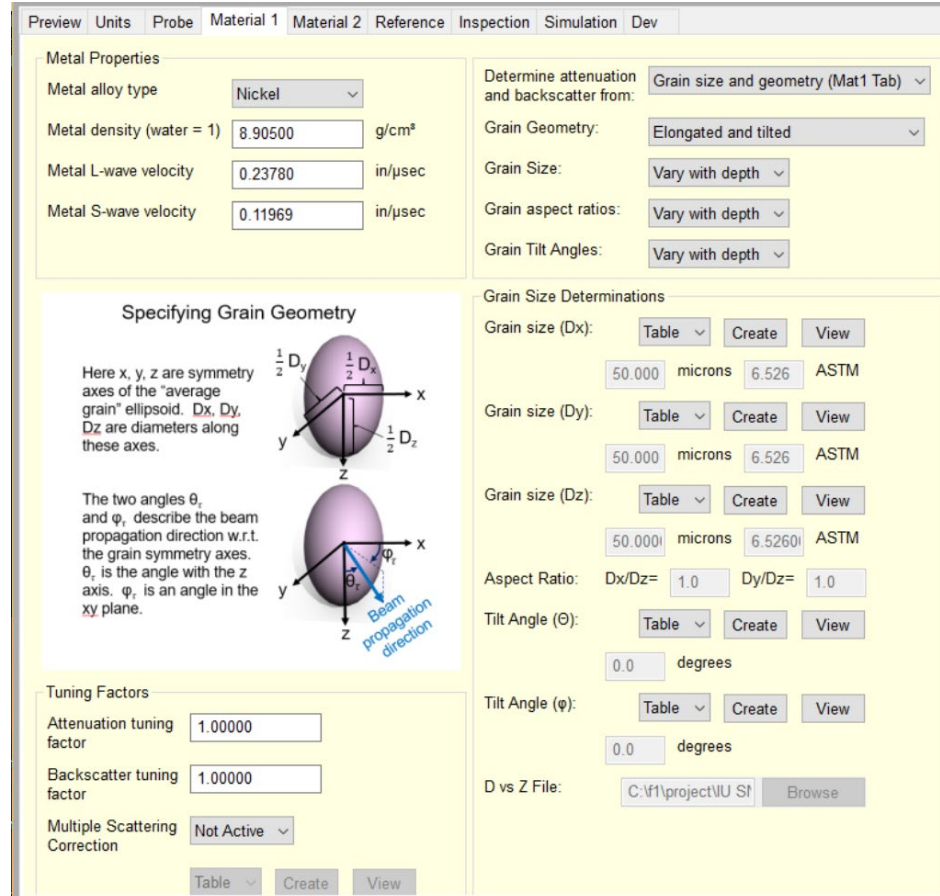 Preview Units Probe Material 1 Material 2 Reference Inspection Simulation Dev
Metal Properties
Metal alloy type Nickel
Metal density (water = 1) 8.90500 g/cm³
Metal L-wave velocity 0.23780 in/μsec
Metal S-wave velocity 0.11969 in/μsec
Determine attenuation
and backscatter from: Grain size and geometry (Mat1 Tab)
Grain Geometry: Elongated and tilted
Grain Size: Vary with depth
Grain aspect ratios: Vary with depth
Grain Tilt Angles: Vary with depth
Specifying Grain Geometry
Here x, y, z are symmetry
axes of the “average
grain” ellipsoid. Dx, Dy,
Dz are diameters along
these axes.
½ Dy
½ Dx
x
½ Dz
y
z
The two angles θr
and φr describe the beam
propagation direction w.r.t.
the grain symmetry axes.
θr is the angle with the z
axis. φr is an angle in the
xy plane.
x
φr
θr
y
z
Beam
propagation
direction
Grain Size Determinations
Grain size (Dx): Table Create View
50.000 microns 6.526 ASTM
Grain size (Dy): Table Create View
50.000 microns 6.526 ASTM
Grain size (Dz): Table Create View
50.000 microns 6.5260 ASTM
Aspect Ratio: Dx/Dz= 1.0 Dy/Dz= 1.0
Tilt Angle (Θ): Table Create View
0.0 degrees
Tilt Angle (φ): Table Create View
0.0 degrees
D vs Z File: C:\f1\project\IU Browse
Tuning Factors
Attenuation tuning
factor 1.00000
Backscatter tuning
factor 1.00000
Multiple Scattering
Correction Not Active
Table Create View